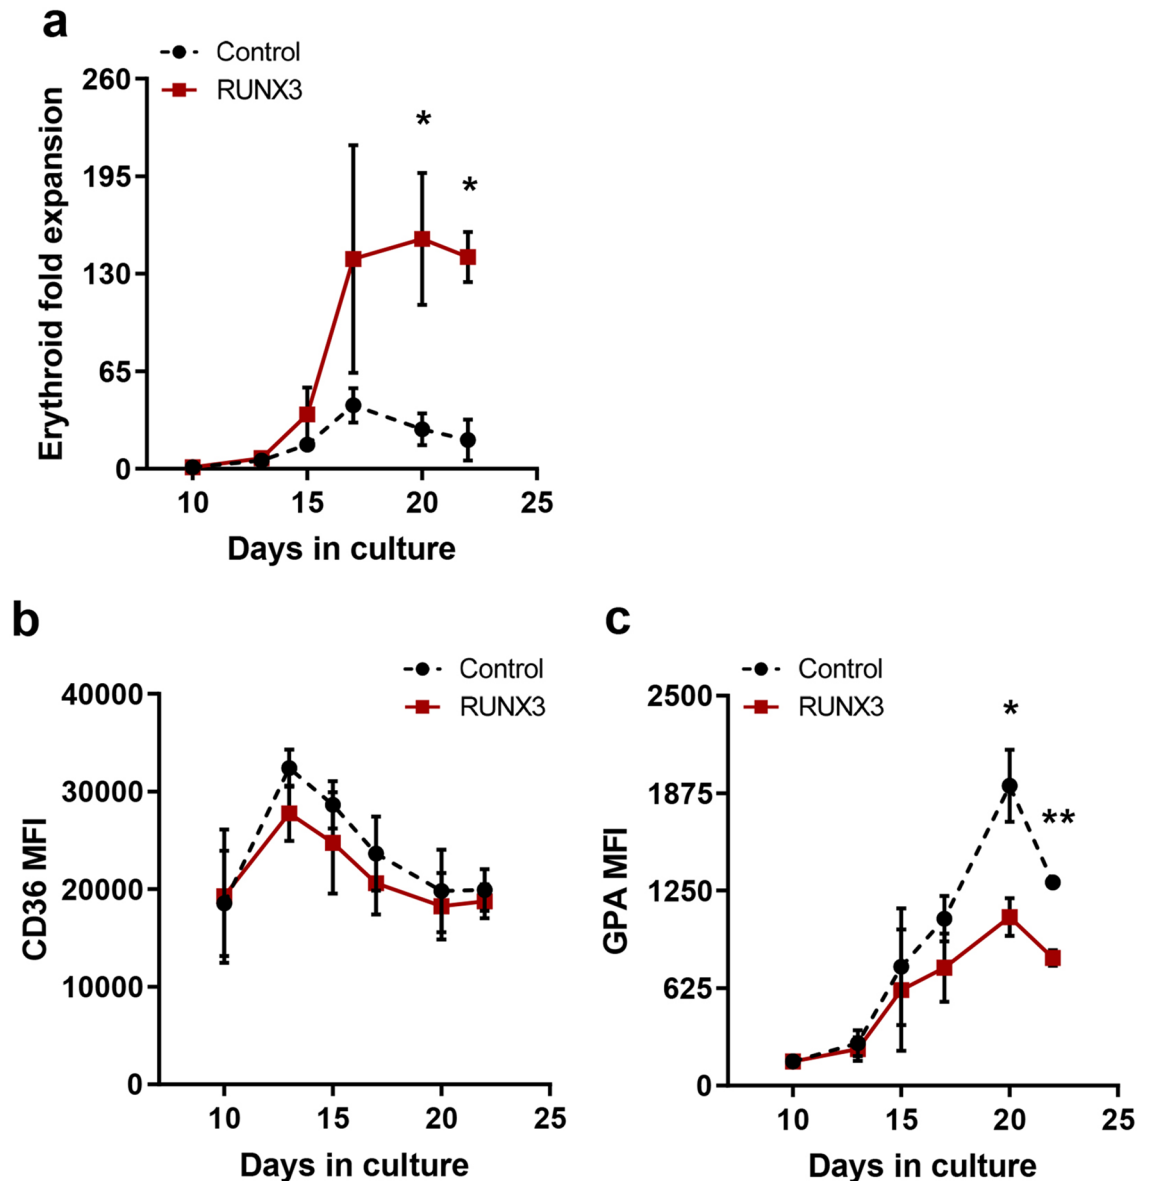 a
Control
RUNX3
Erythroid fold expansion
260
195
130
65
0
*
*
10 15 20 25
Days in culture
b
Control
RUNX3
CD36 MFI
40000
30000
20000
10000
0
10 15 20 25
Days in culture
c
Control
RUNX3
GPA MFI
2500
1875
1250
625
0
*
**
10 15 20 25
Days in culture